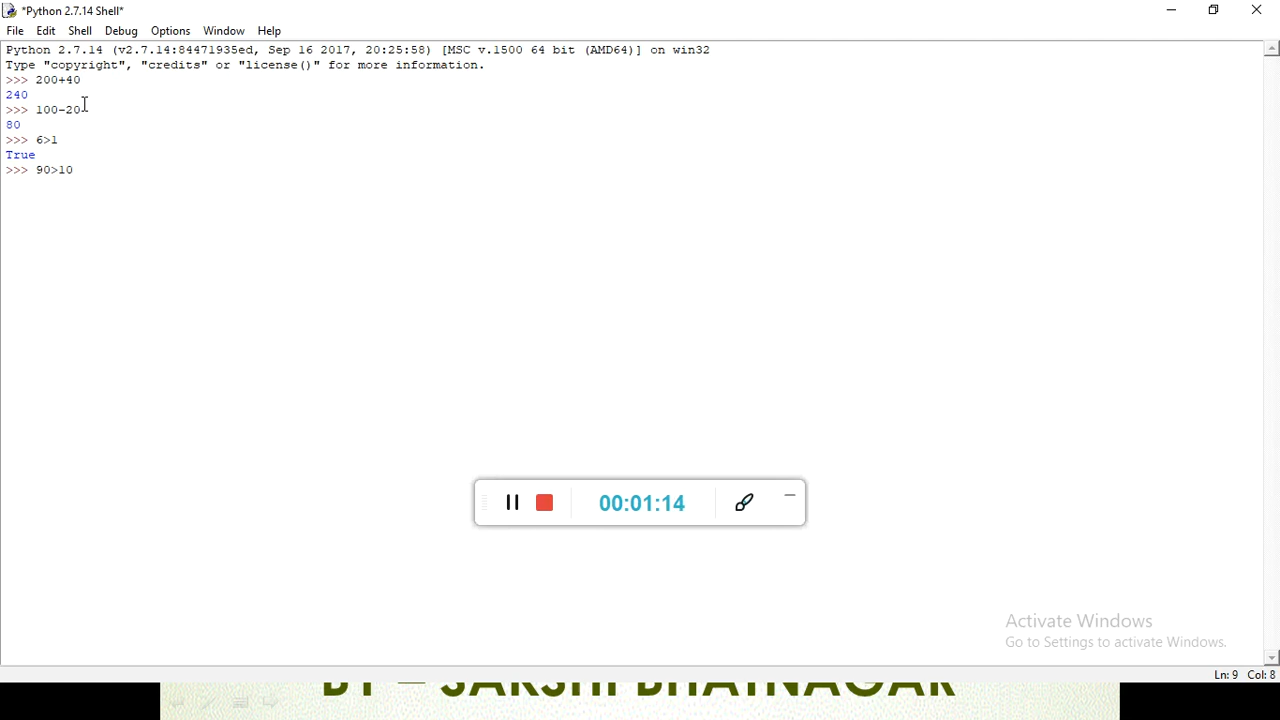 *Python 2.7.14 Shell*
File Edit Shell Debug Options Window Help
Python 2.7.14 (v2.7.14:84471935ed, Sep 16 2017, 20:25:58) [MSC v.1500 64 bit (AMD64)] on win32
Type "copyright", "credits" or "license()" for more information.
>>> 200+40
240
>>> 100-20
80
>>> 6>1
True
>>> 90>10
00:01:14
Activate Windows
Go to Settings to activate Windows.
Ln: 9 Col: 8
BY – SAKSHI BHATNAGAR